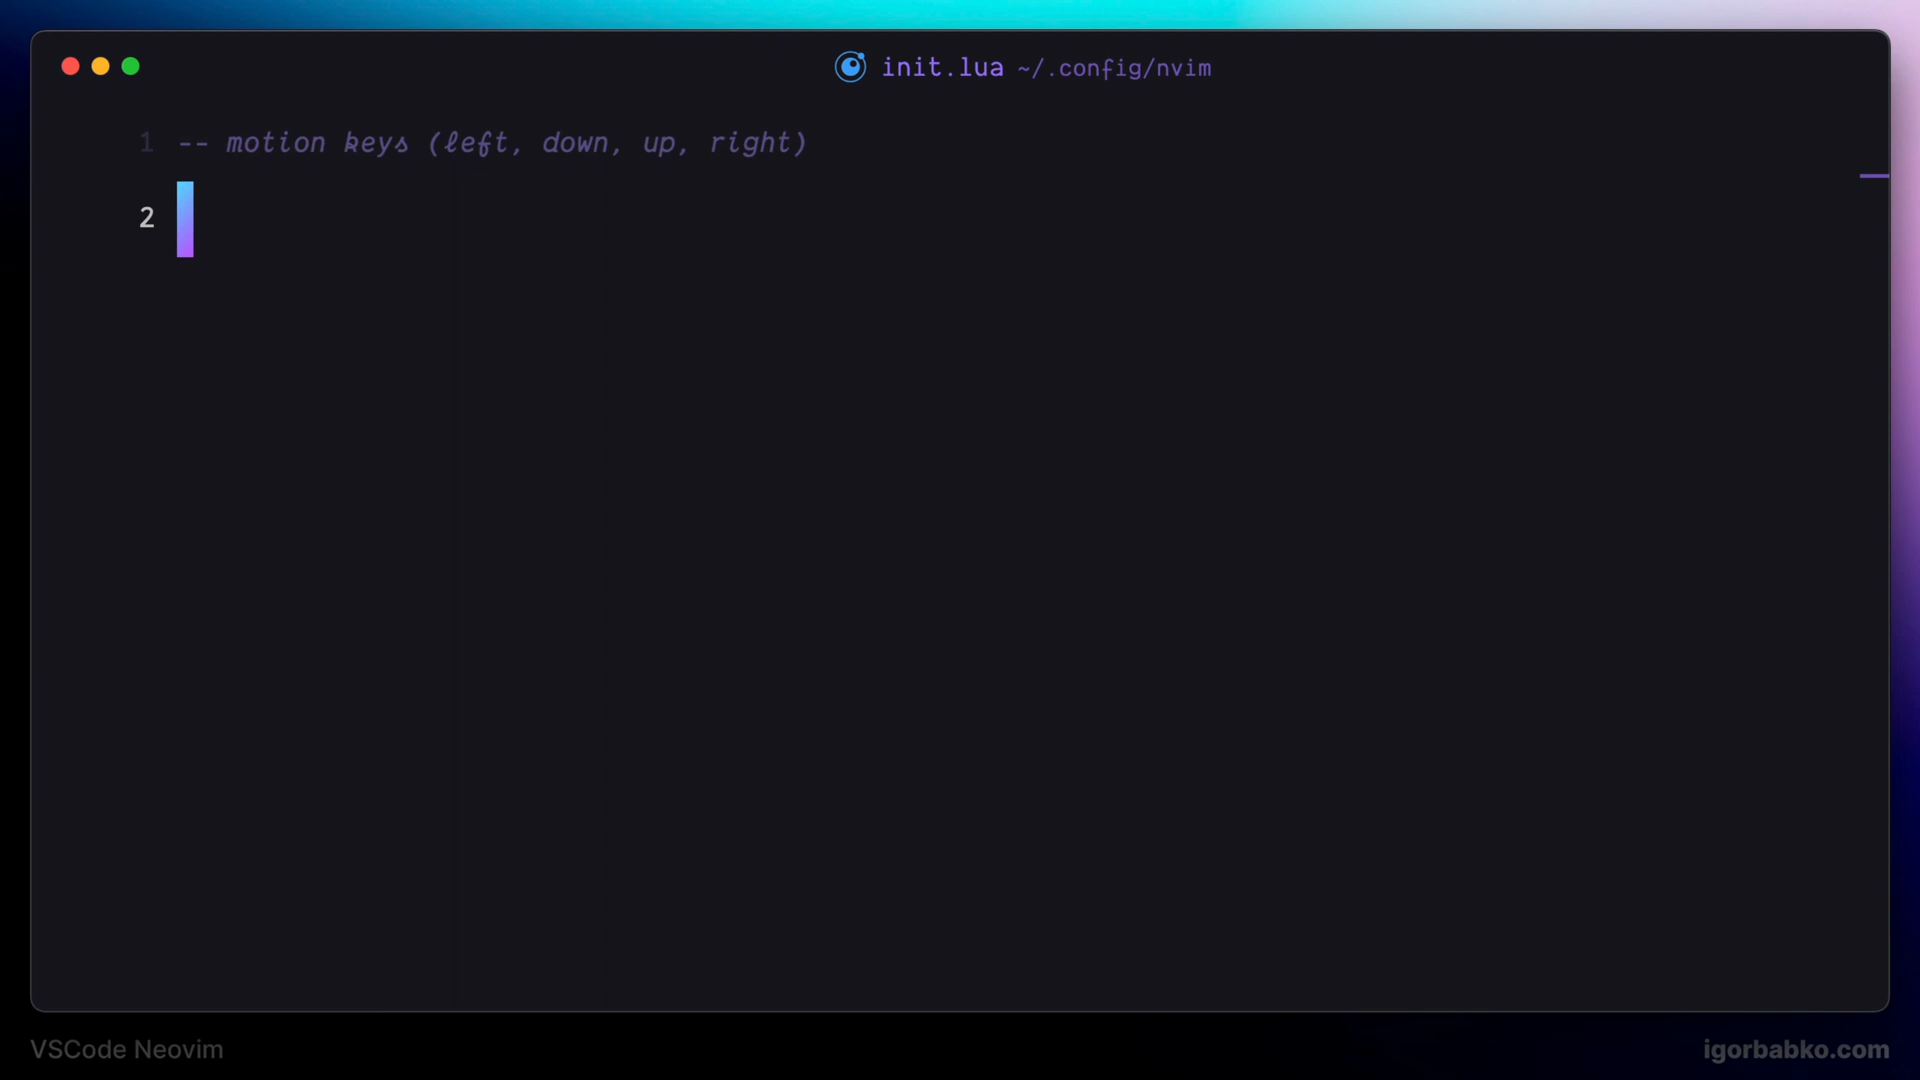 init.lua ~/.config/nvim
1 -- motion keys (left, down, up, right)
2
VSCode Neovim
igorbabko.com